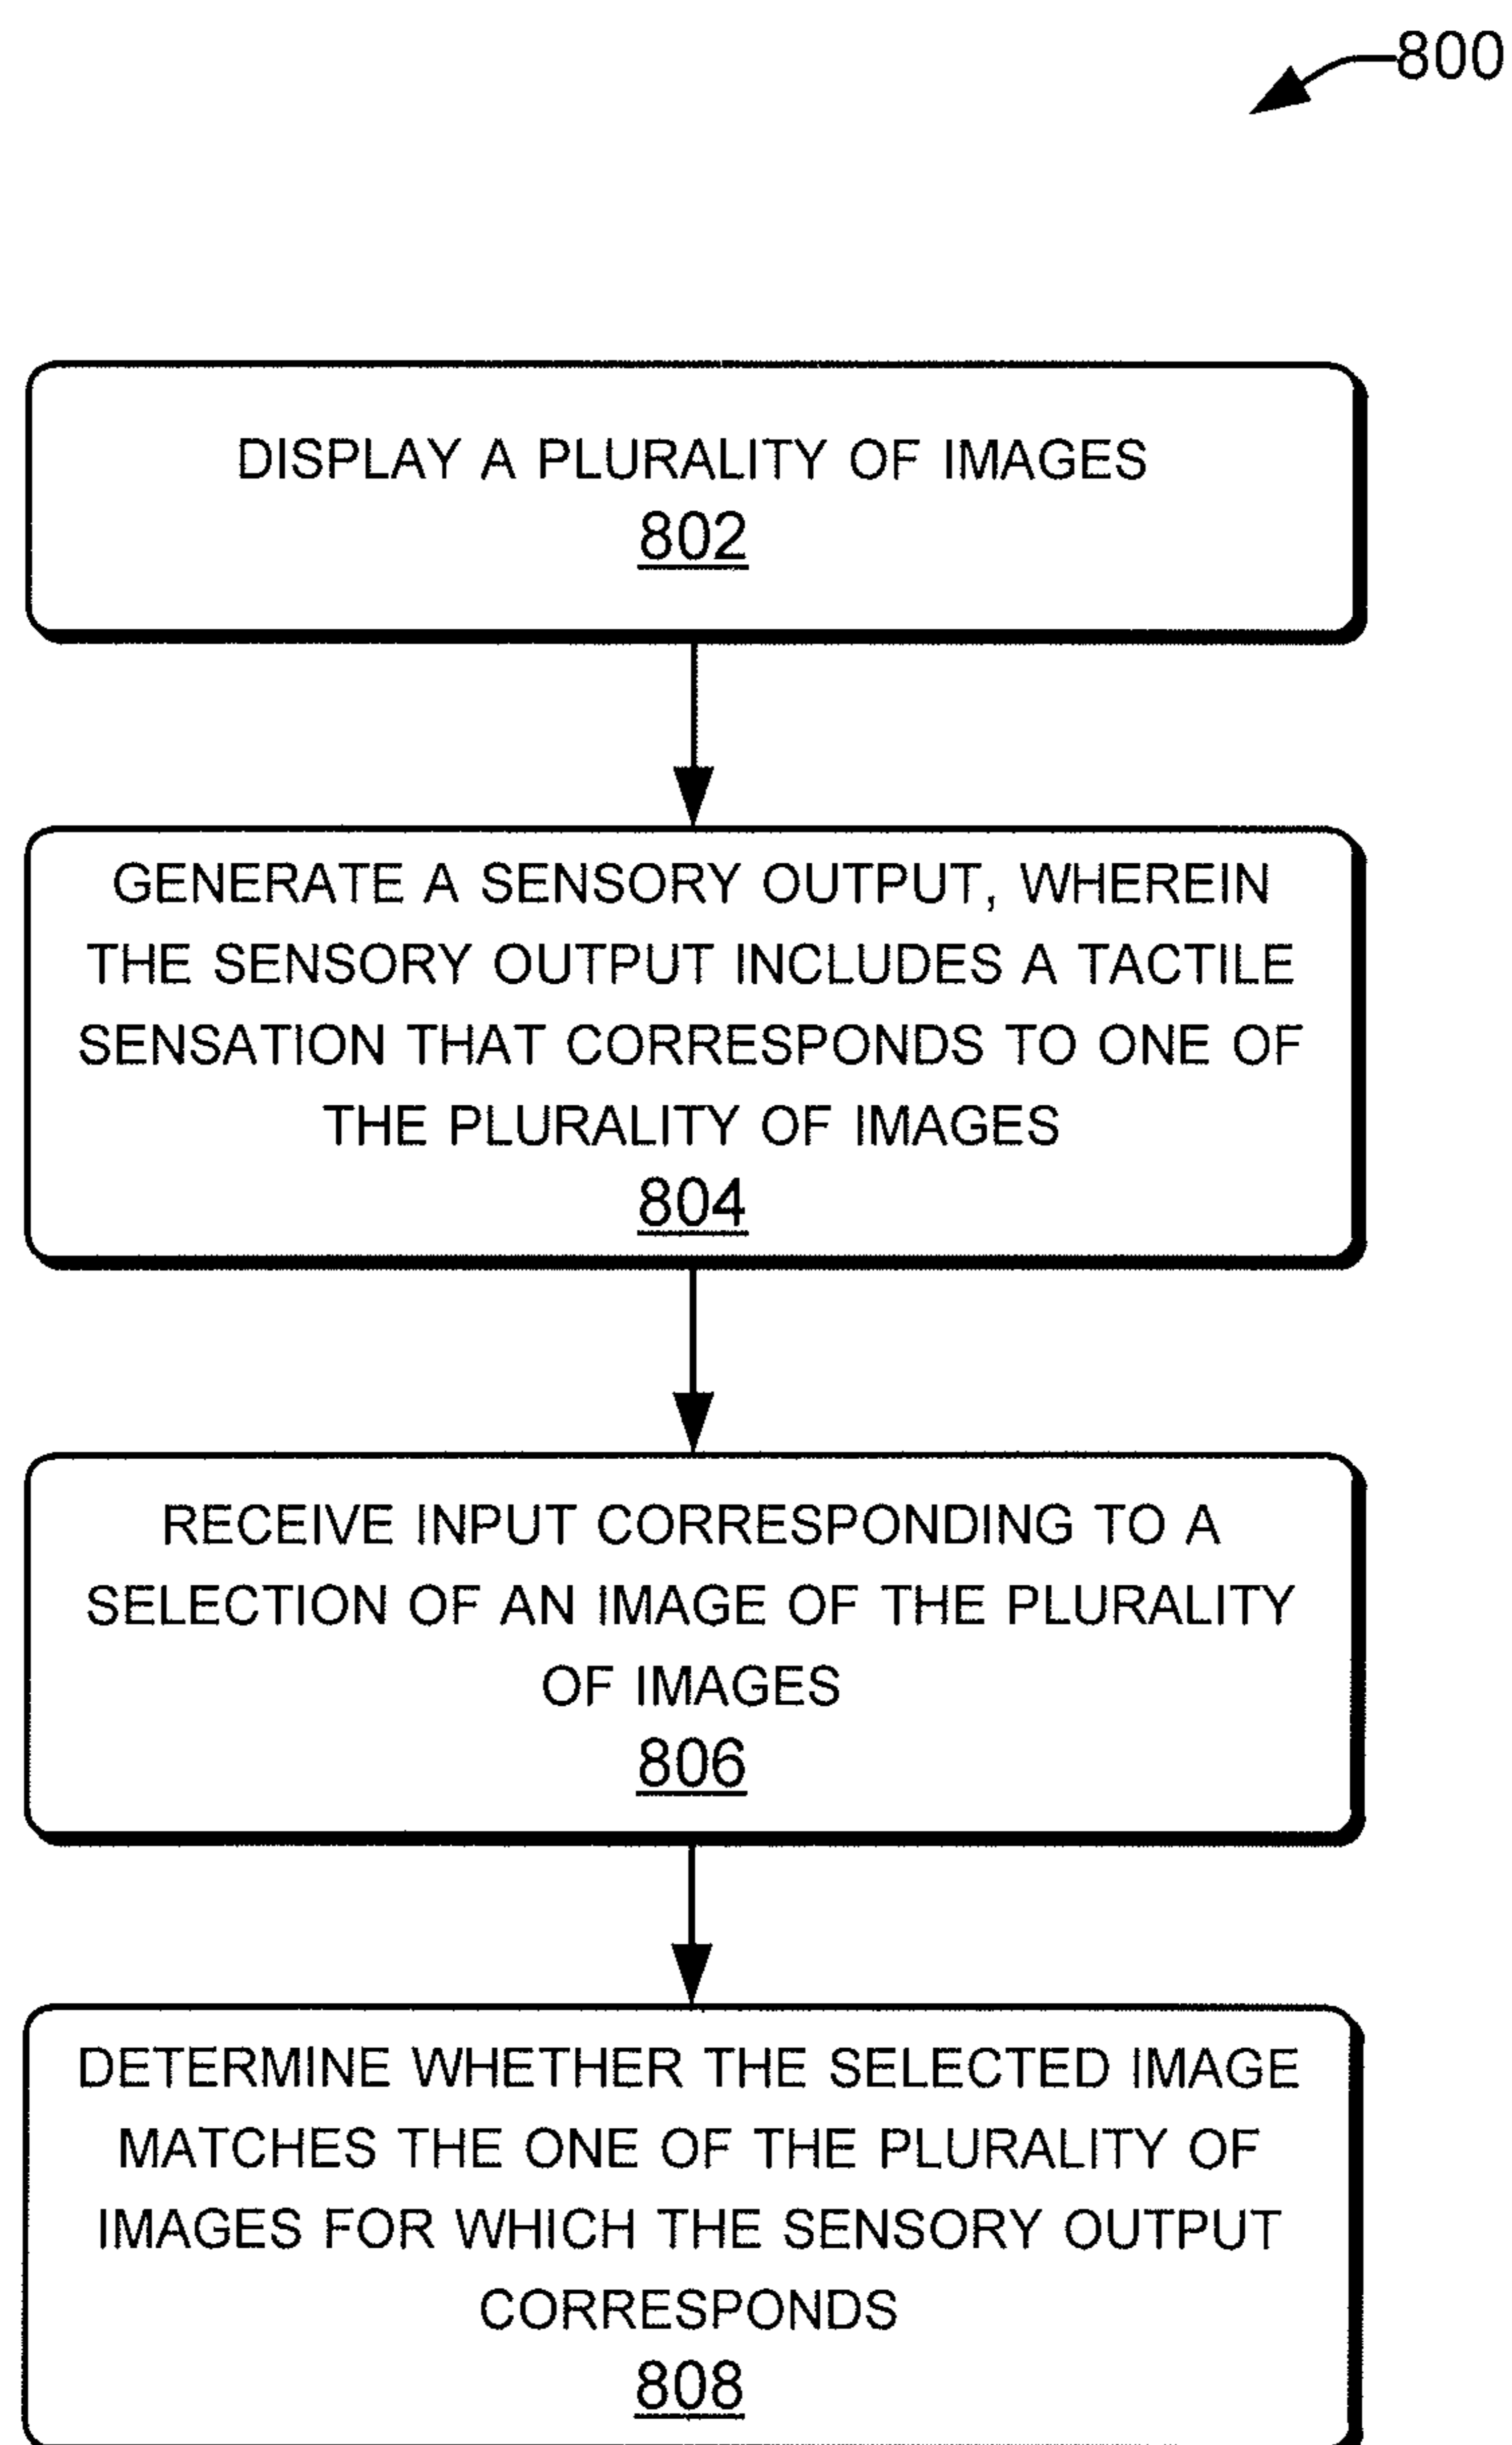 800
DISPLAY A PLURALITY OF IMAGES
802
GENERATE A SENSORY OUTPUT, WHEREIN
THE SENSORY OUTPUT INCLUDES A TACTILE
SENSATION THAT CORRESPONDS TO ONE OF
THE PLURALITY OF IMAGES
804
RECEIVE INPUT CORRESPONDING TO A
SELECTION OF AN IMAGE OF THE PLURALITY
OF IMAGES
806
DETERMINE WHETHER THE SELECTED IMAGE
MATCHES THE ONE OF THE PLURALITY OF
IMAGES FOR WHICH THE SENSORY OUTPUT
CORRESPONDS
808